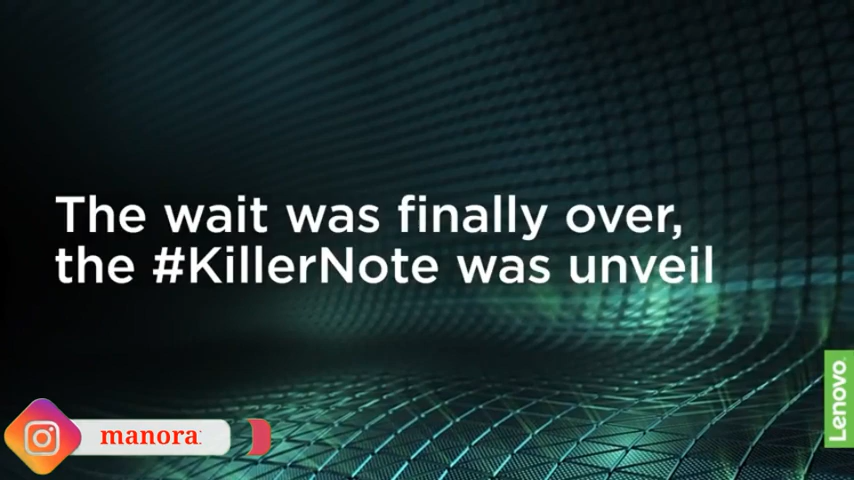 The wait was finally over,
the #KillerNote was unveil
Lenovo
manora